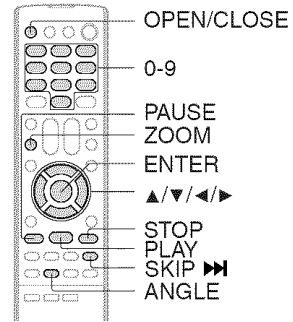 OPEN/CLOSE
0-9
PAUSE
ZOOM
ENTER
▲/▼/◄/►
STOP
PLAY
SKIP ►►|
ANGLE